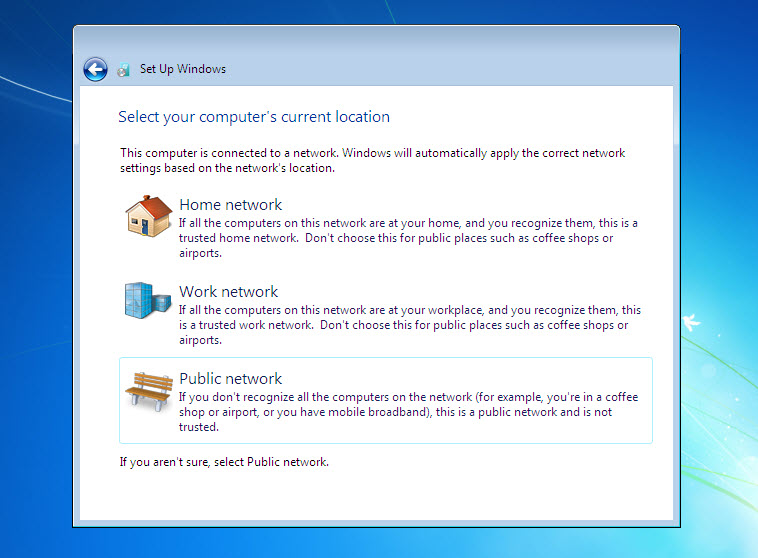 Set Up Windows
Select your computer's current location
This computer is connected to a network. Windows will automatically apply the correct network
settings based on the network's location.
Home network
If all the computers on this network are at your home, and you recognize them, this is a
trusted home network.  Don't choose this for public places such as coffee shops or
airports.
Work network
If all the computers on this network are at your workplace, and you recognize them, this
is a trusted work network.  Don't choose this for public places such as coffee shops or
airports.
Public network
If you don't recognize all the computers on the network (for example, you're in a coffee
shop or airport, or you have mobile broadband), this is a public network and is not
trusted.
If you aren't sure, select Public network.